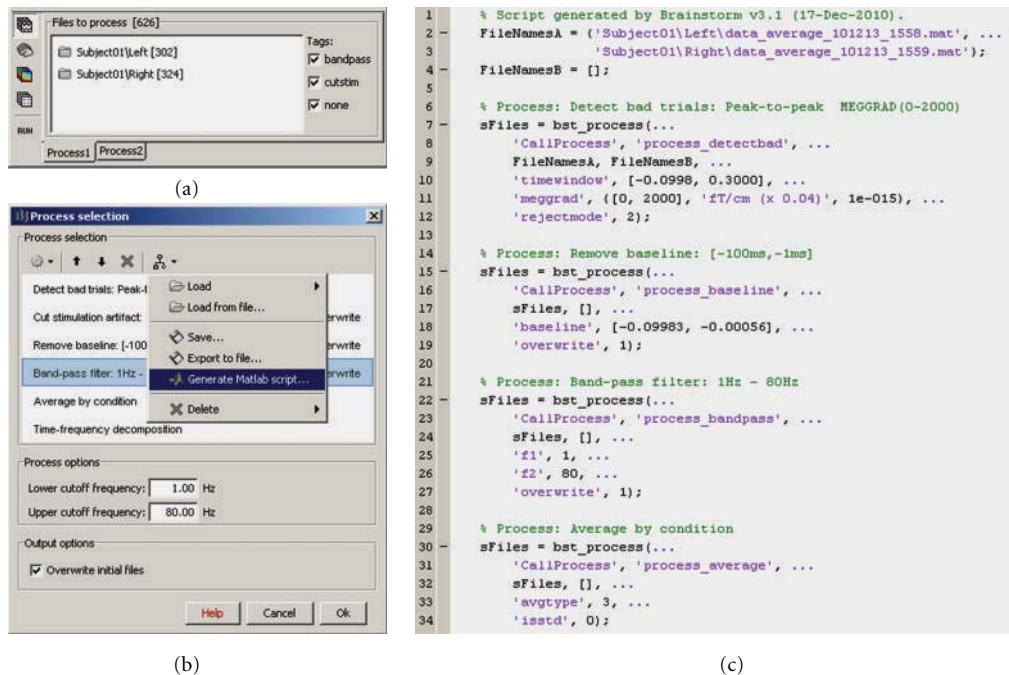 Files to process [626]
Subject01\Left [302]
Subject01\Right [324]
Tags:
bandpass
cutstim
none
RUN
Process1 Process2
(a)
Process selection
Process selection
Detect bad trials: Peak-t
Cut stimulation artifact: erwrite
Remove baseline: [-100 erwrite
Band-pass filter: 1Hz - erwrite
Average by condition
Time-frequency decomposition
Load
Load from file...
Save...
Export to file...
Generate Matlab script...
Delete
Process options
Lower cutoff frequency: 1.00 Hz
Upper cutoff frequency: 80.00 Hz
Output options
Overwrite initial files
Help Cancel Ok
(b)
1 % Script generated by Brainstorm v3.1 (17-Dec-2010).
2 - FileNamesA = {'Subject01\Left\data_average_101213_1558.mat', ...
3 'Subject01\Right\data_average_101213_1559.mat'};
4 - FileNamesB = [];
5
6 % Process: Detect bad trials: Peak-to-peak MEGGRAD(0-2000)
7 - sFiles = bst_process(...
8 'CallProcess', 'process_detectbad', ...
9 FileNamesA, FileNamesB, ...
10 'timewindow', [-0.0998, 0.3000], ...
11 'meggrad', {[0, 2000], 'fT/cm (x 0.04)', 1e-015}, ...
12 'rejectmode', 2);
13
14 % Process: Remove baseline: [-100ms,-1ms]
15 - sFiles = bst_process(...
16 'CallProcess', 'process_baseline', ...
17 sFiles, [], ...
18 'baseline', [-0.09983, -0.00056], ...
19 'overwrite', 1);
20
21 % Process: Band-pass filter: 1Hz - 80Hz
22 - sFiles = bst_process(...
23 'CallProcess', 'process_bandpass', ...
24 sFiles, [], ...
25 'f1', 1, ...
26 'f2', 80, ...
27 'overwrite', 1);
28
29 % Process: Average by condition
30 - sFiles = bst_process(...
31 'CallProcess', 'process_average', ...
32 sFiles, [], ...
33 'avgtype', 3, ...
34 'isstd', 0);
(c)